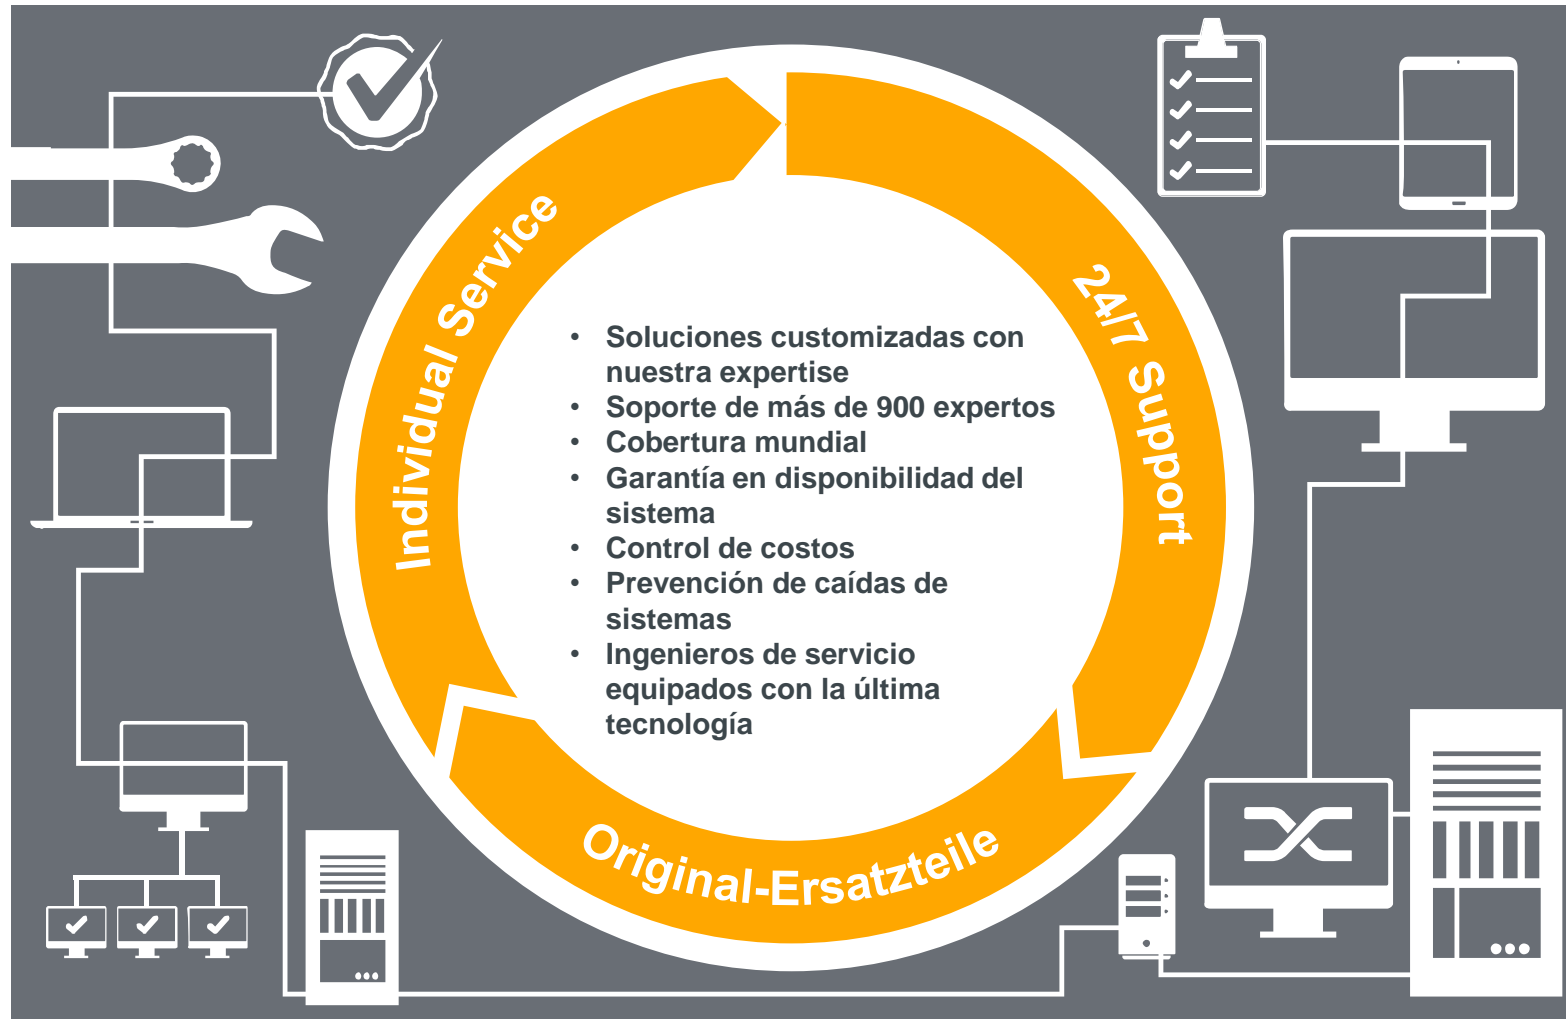 Individual Service
24/7 Support
• Soluciones customizadas con
nuestra expertise
• Soporte de más de 900 expertos
• Cobertura mundial
• Garantía en disponibilidad del
sistema
• Control de costos
• Prevención de caídas de
sistemas
• Ingenieros de servicio
equipados con la última
tecnología
Original-Ersatzteile